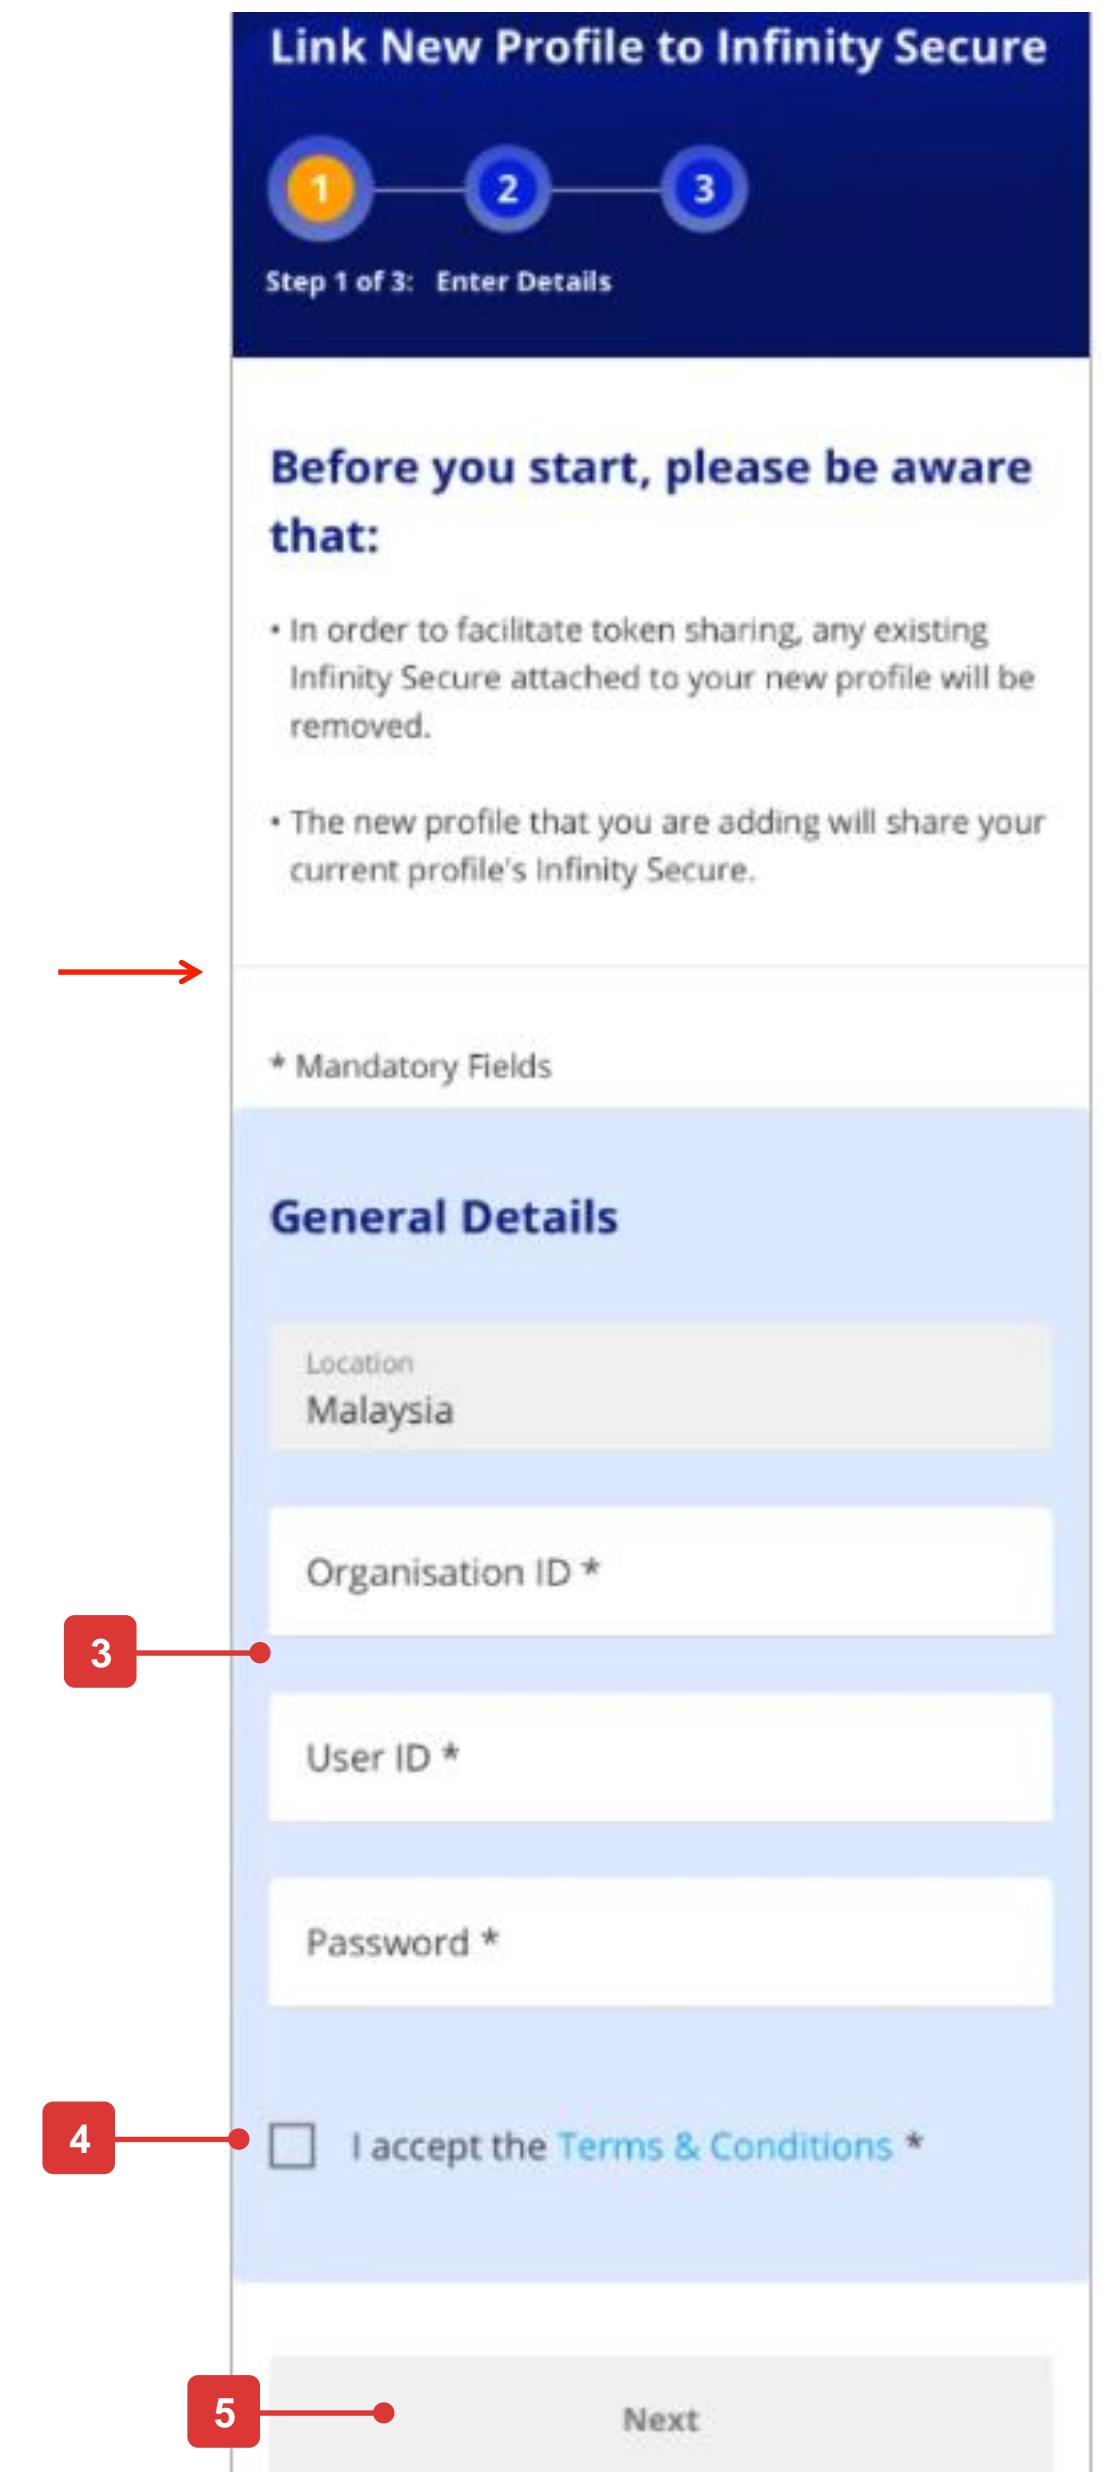 Link New Profile to Infinity Secure
1
2
3
Step 1 of 3: Enter Details
Before you start, please be aware
that:
• In order to facilitate token sharing, any existing
Infinity Secure attached to your new profile will be
removed.
• The new profile that you are adding will share your
current profile's Infinity Secure.
* Mandatory Fields
General Details
Location
Malaysia
Organisation ID *
3
User ID *
Password *
4
I accept the Terms & Conditions *
5
Next